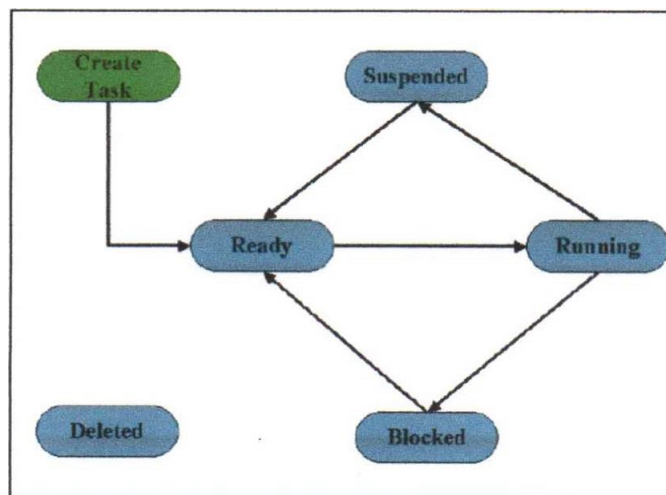 Create
Task
Suspended
Ready
Running
Deleted
Blocked